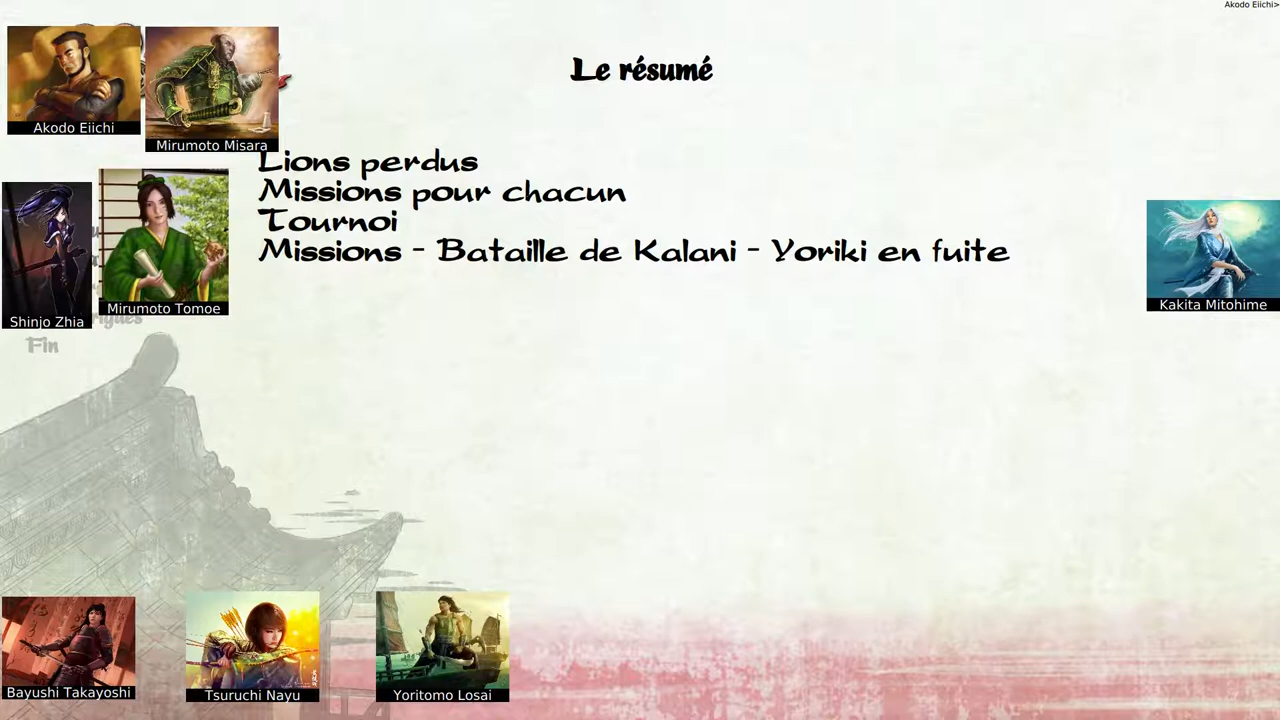 Akodo Eiichi>
Le résumé
Akodo Eiichi
Mirumoto Misara
Lions perdus
Missions pour chacun
Tournoi
Missions - Bataille de Kalani - Yoriki en fuite
Kakita Mitohime
Mirumoto Tomoe
Shinjo Zhia
Fin
Bayushi Takayoshi
Tsuruchi Nayu
Yoritomo Losai